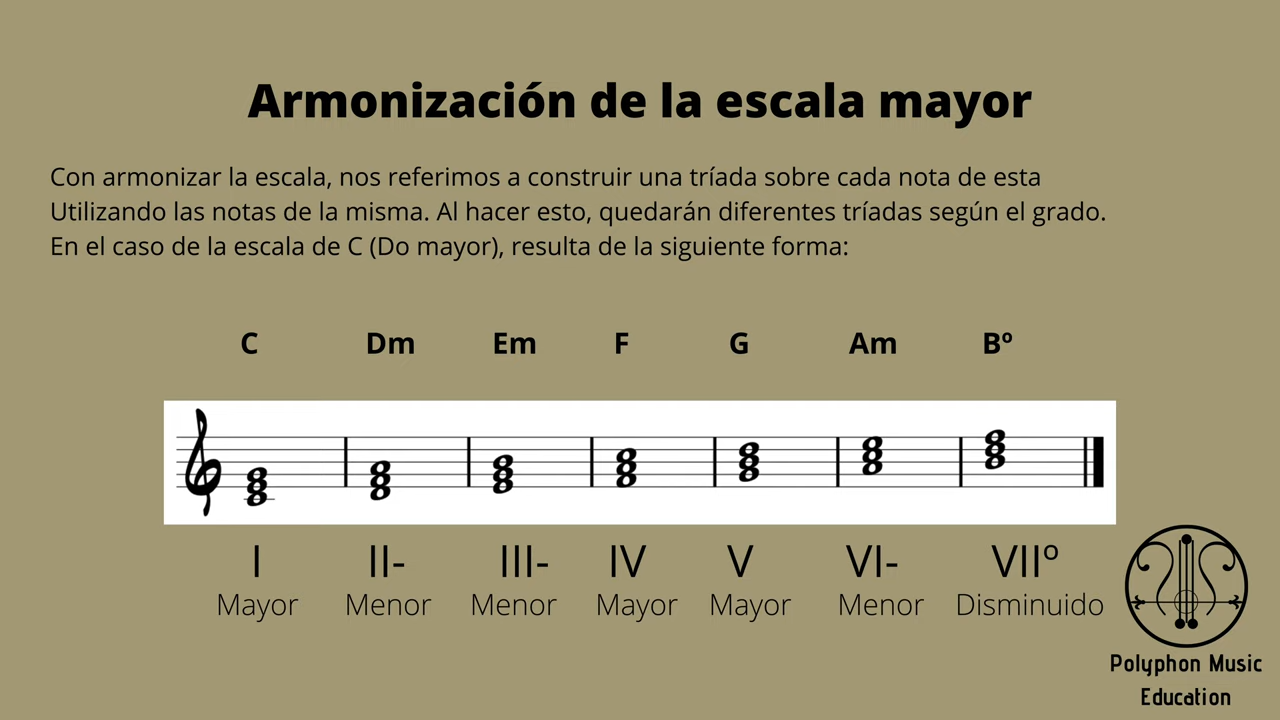 Armonización de la escala mayor
Con armonizar la escala, nos referimos a construir una tríada sobre cada nota de esta
Utilizando las notas de la misma. Al hacer esto, quedarán diferentes tríadas según el grado.
En el caso de la escala de C (Do mayor), resulta de la siguiente forma:
C Dm Em F G Am Bº
I II- III- IV V VI- VIIº
Mayor Menor Menor Mayor Mayor Menor Disminuido
Polyphon Music
Education